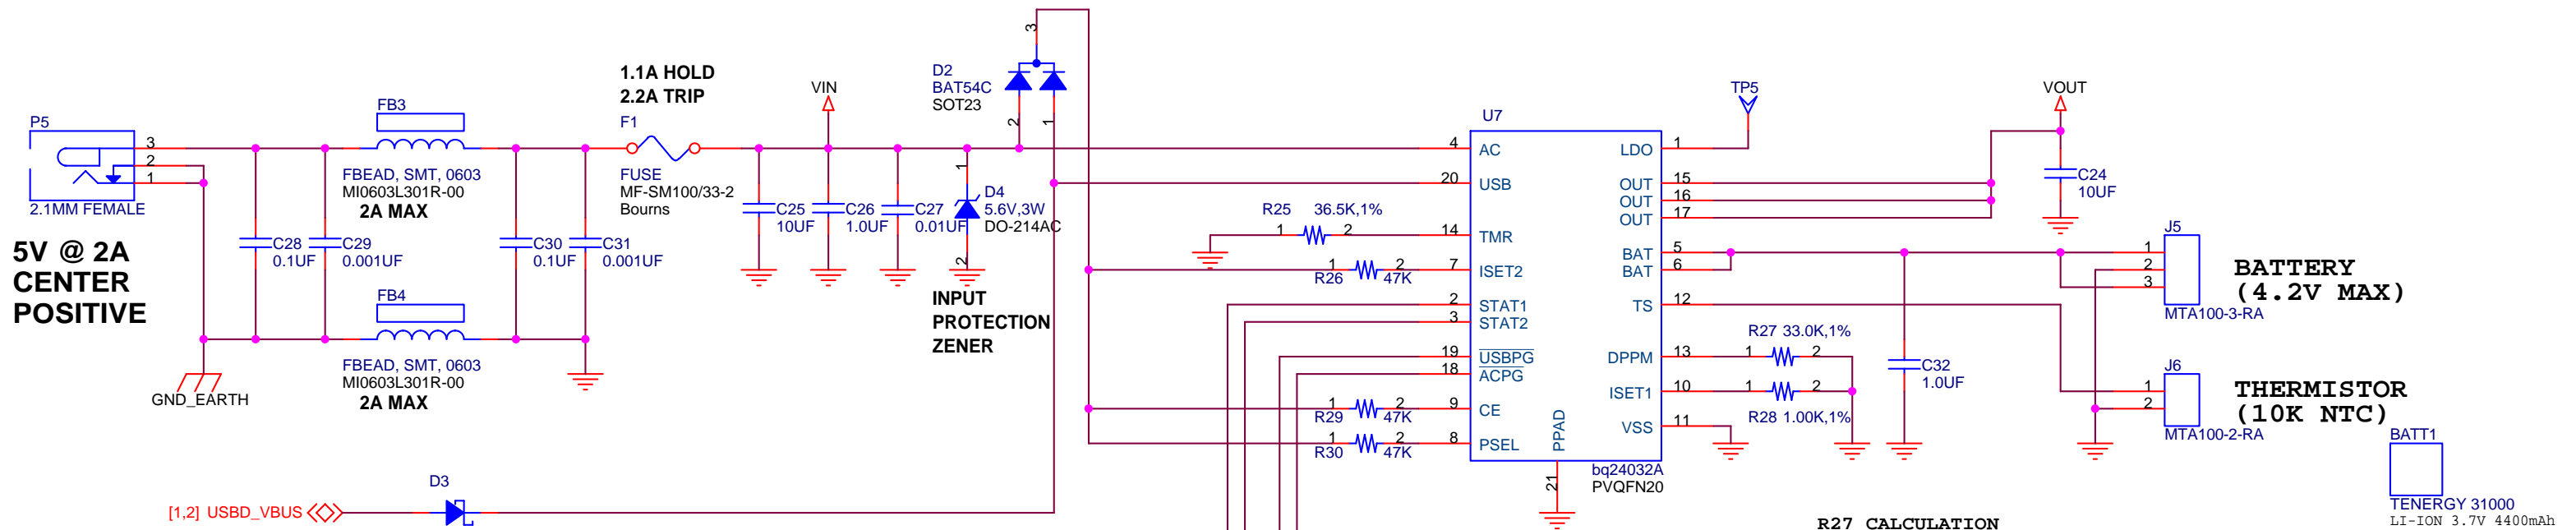 P5
3
2
1
2.1MM FEMALE
5V @ 2A
CENTER
POSITIVE
GND_EARTH
C28
0.1UF
C29
0.001UF
FB3
FBEAD, SMT, 0603
MI0603L301R-00
2A MAX
FB4
FBEAD, SMT, 0603
MI0603L301R-00
2A MAX
C30
0.1UF
C31
0.001UF
1.1A HOLD
2.2A TRIP
F1
FUSE
MF-SM100/33-2
Bourns
VIN
C25
10UF
C26
1.0UF
C27
0.01UF
1
D4
5.6V,3W
DO-214AC
2
INPUT
PROTECTION
ZENER
D2
BAT54C
SOT23
3
2
1
[1,2] USBD_VBUS
D3
R25 36.5K,1%
1 2
1 2
R26 47K
1 2
R29 47K
1 2
R30 47K
U7
4 AC
20 USB
14 TMR
7 ISET2
2 STAT1
3 STAT2
19 USBPG
18 ACPG
9 CE
8 PSEL
PPAD
21
LDO 1
OUT 15
OUT 16
OUT 17
BAT 5
BAT 6
TS 12
DPPM 13
ISET1 10
VSS 11
bq24032A
PVQFN20
TP5
VOUT
C24
10UF
R27 33.0K,1%
1 2
1 2
R28 1.00K,1%
C32
1.0UF
J5
1
2
3
MTA100-3-RA
BATTERY
(4.2V MAX)
J6
1
2
MTA100-2-RA
THERMISTOR
(10K NTC)
BATT1
TENERGY 31000
LI-ION 3.7V 4400mAh
R27 CALCULATION